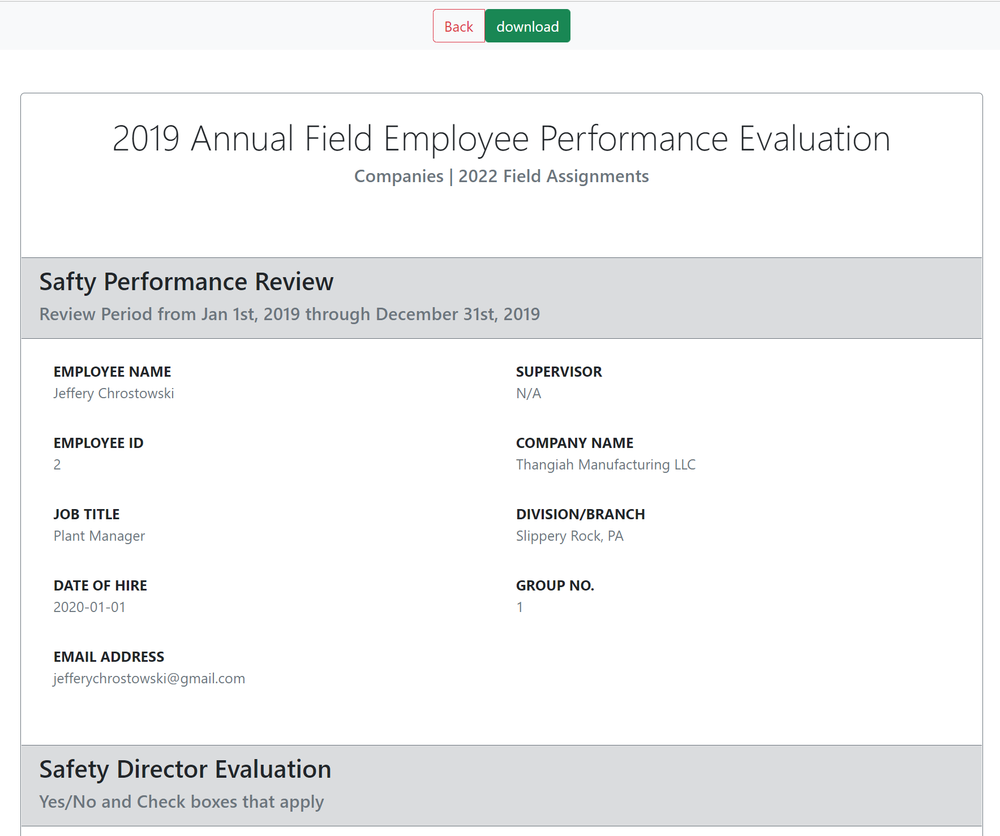 Back download
2019 Annual Field Employee Performance Evaluation
Companies | 2022 Field Assignments
Safty Performance Review
Review Period from Jan 1st, 2019 through December 31st, 2019
EMPLOYEE NAME
Jeffery Chrostowski
SUPERVISOR
N/A
EMPLOYEE ID
2
COMPANY NAME
Thangiah Manufacturing LLC
JOB TITLE
Plant Manager
DIVISION/BRANCH
Slippery Rock, PA
DATE OF HIRE
2020-01-01
GROUP NO.
1
EMAIL ADDRESS
jefferychrostowski@gmail.com
Safety Director Evaluation
Yes/No and Check boxes that apply